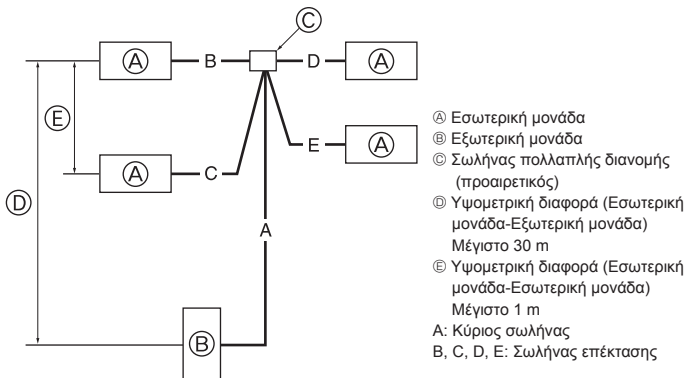 Ⓒ
Ⓐ B D Ⓐ
Ⓔ
E Ⓐ
Ⓐ C
Ⓓ
A
Ⓑ
Ⓐ Εσωτερική μονάδα
Ⓑ Εξωτερική μονάδα
Ⓒ Σωλήνας πολλαπλής διανομής
(προαιρετικός)
Ⓓ Υψομετρική διαφορά (Εσωτερική
μονάδα-Εξωτερική μονάδα)
Μέγιστο 30 m
Ⓔ Υψομετρική διαφορά (Εσωτερική
μονάδα-Εσωτερική μονάδα)
Μέγιστο 1 m
A: Κύριος σωλήνας
B, C, D, E: Σωλήνας επέκτασης